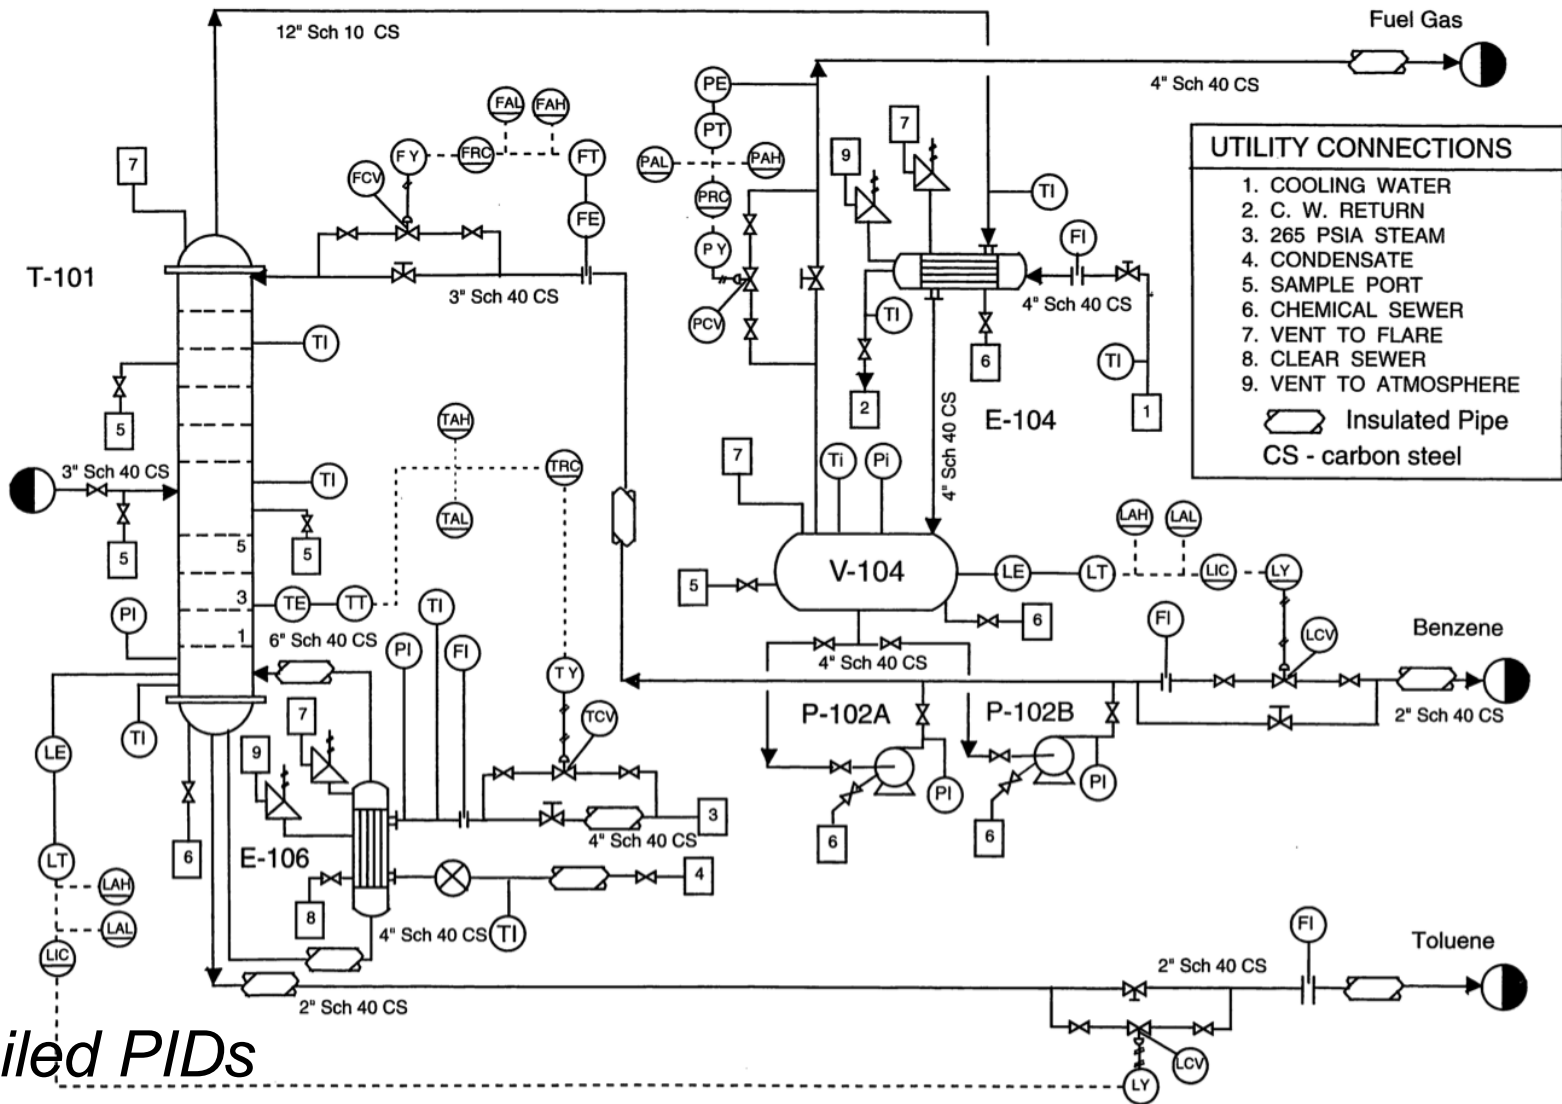 Fuel Gas
12" Sch 10 CS
4" Sch 40 CS
PE
FAL
FAH
PT
7
UTILITY CONNECTIONS
1. COOLING WATER
2. C. W. RETURN
3. 265 PSIA STEAM
4. CONDENSATE
5. SAMPLE PORT
6. CHEMICAL SEWER
7. VENT TO FLARE
8. CLEAR SEWER
9. VENT TO ATMOSPHERE
Insulated Pipe
CS - carbon steel
7
FY
FRC
FT
PAL
PAH
9
FCV
PRC
TI
FE
FI
PY
T-101
3" Sch 40 CS
4" Sch 40 CS
PCV
TI
TI
TI
6
2
1
E-104
5
TAH
4" Sch 40 CS
3" Sch 40 CS
TRC
7
Ti
Pi
TI
TAL
LAH
LAL
5
5
5
V-104
LE
LT
LIC
LY
5
3
TE
TT
PI
TI
6
6" Sch 40 CS
1
PI
FI
FI
LCV
Benzene
4" Sch 40 CS
TY
7
TCV
P-102A
P-102B
2" Sch 40 CS
LE
TI
9
PI
PI
3
6
6
6
E-106
4" Sch 40 CS
LT
LAH
4
8
LAL
4" Sch 40 CS
TI
FI
Toluene
LIC
2" Sch 40 CS
2" Sch 40 CS
iled PIDs
LCV
LY